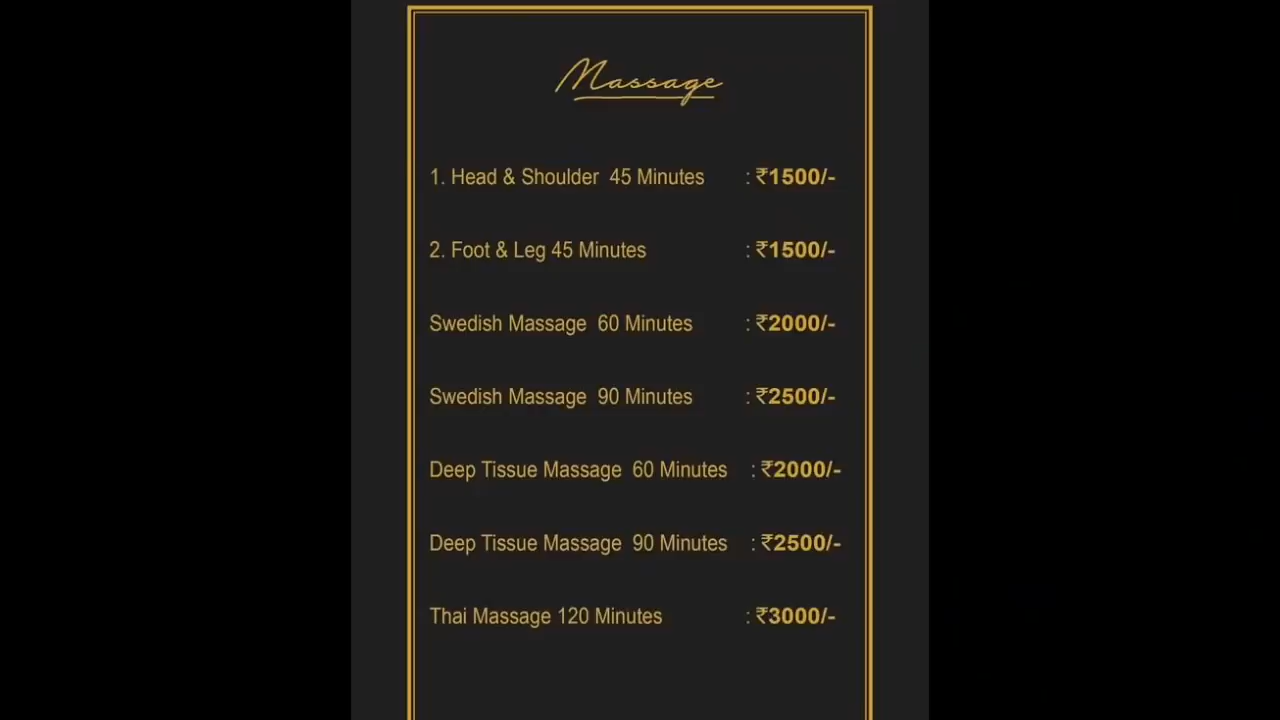 Massage
1. Head & Shoulder 45 Minutes : ₹1500/-
2. Foot & Leg 45 Minutes : ₹1500/-
Swedish Massage 60 Minutes : ₹2000/-
Swedish Massage 90 Minutes : ₹2500/-
Deep Tissue Massage 60 Minutes : ₹2000/-
Deep Tissue Massage 90 Minutes : ₹2500/-
Thai Massage 120 Minutes : ₹3000/-